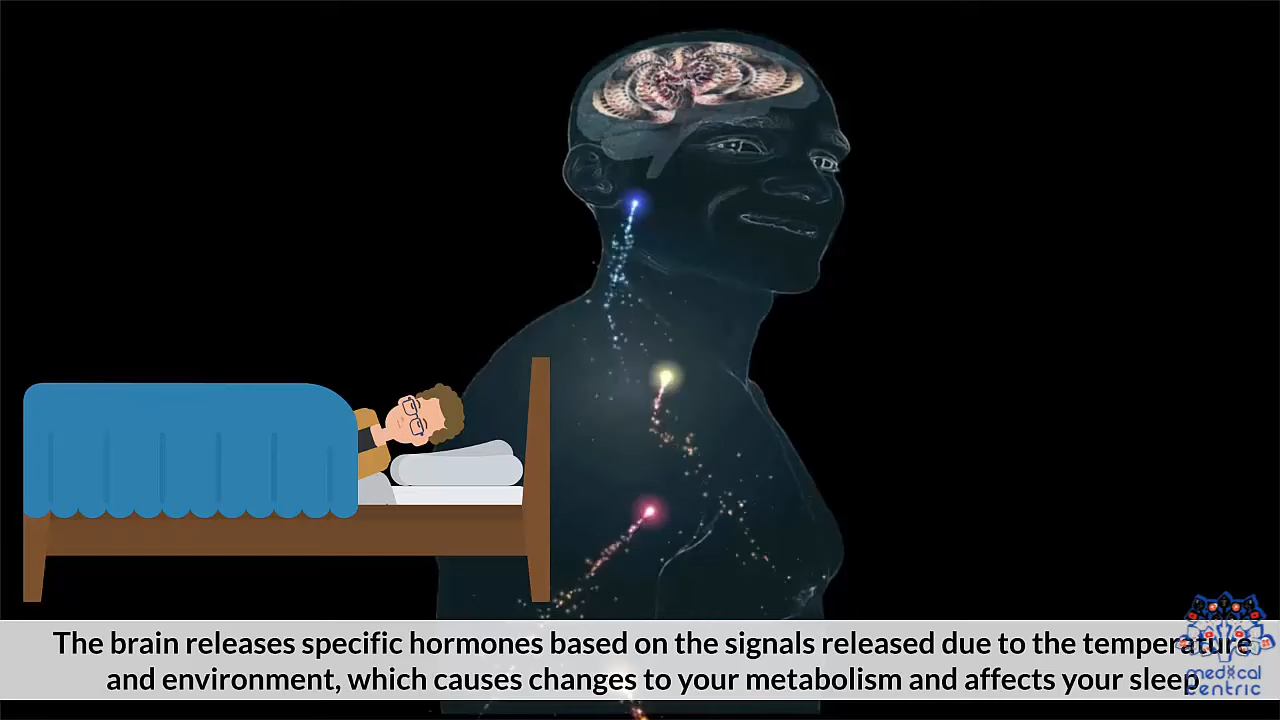 The brain releases specific hormones based on the signals released due to the temperature
and environment, which causes changes to your metabolism and affects your sleep
medical
centric